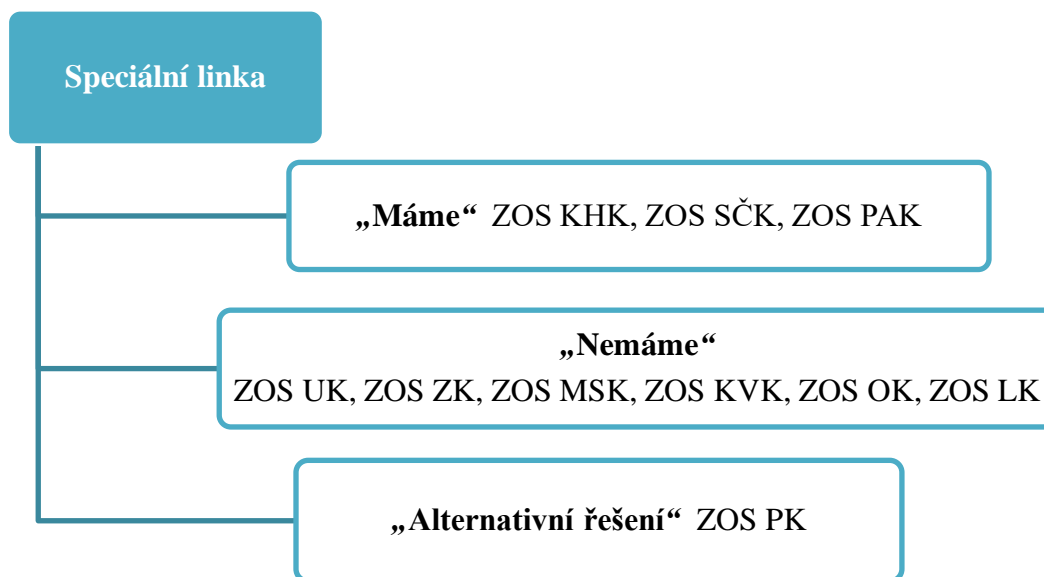 Speciální linka
„Máme“ ZOS KHK, ZOS SČK, ZOS PAK
„Nemáme“
ZOS UK, ZOS ZK, ZOS MSK, ZOS KVK, ZOS OK, ZOS LK
„Alternativní řešení“ ZOS PK